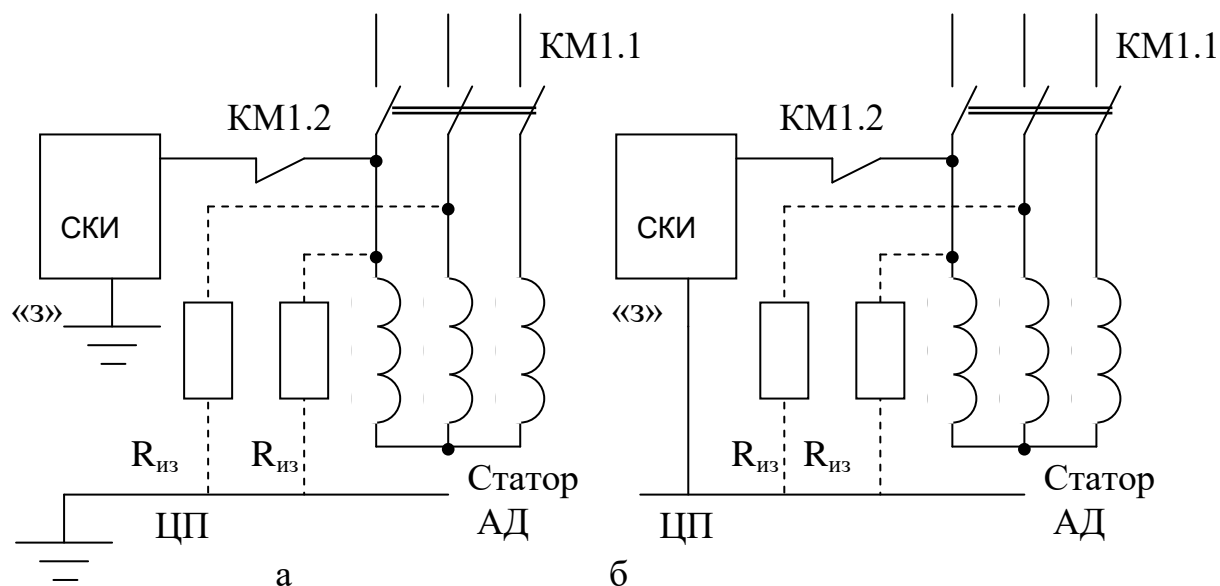 КМ1.1
КМ1.1
КМ1.2
КМ1.2
СКИ
СКИ
«з»
«з»
Rиз
Rиз
Rиз
Rиз
Статор
АД
Статор
АД
ЦП
ЦП
а
б